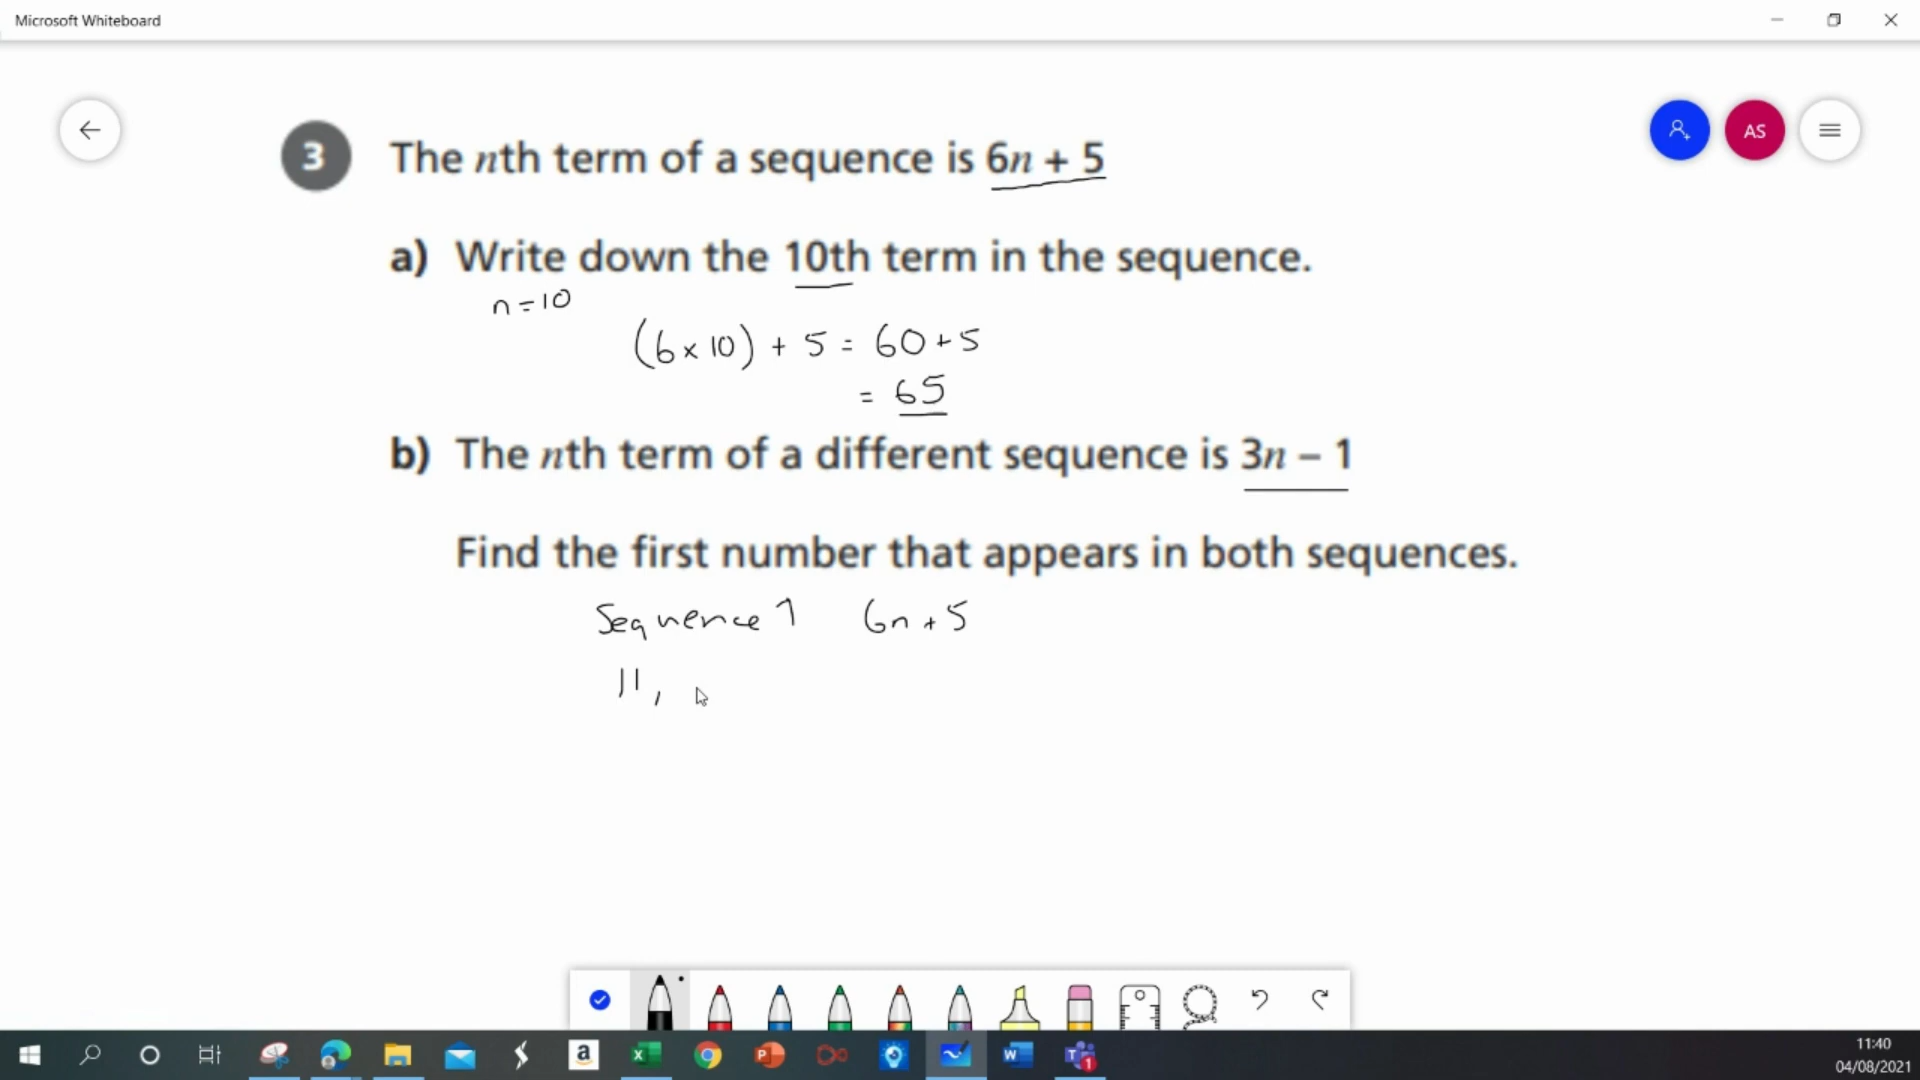 Microsoft Whiteboard
AS
3 The nth term of a sequence is 6n + 5
a) Write down the 10th term in the sequence.
n=10
(6×10) + 5 = 60+5
= 65
b) The nth term of a different sequence is 3n – 1
Find the first number that appears in both sequences.
Sequence 1 6n+5
11,
11:40
04/08/2021